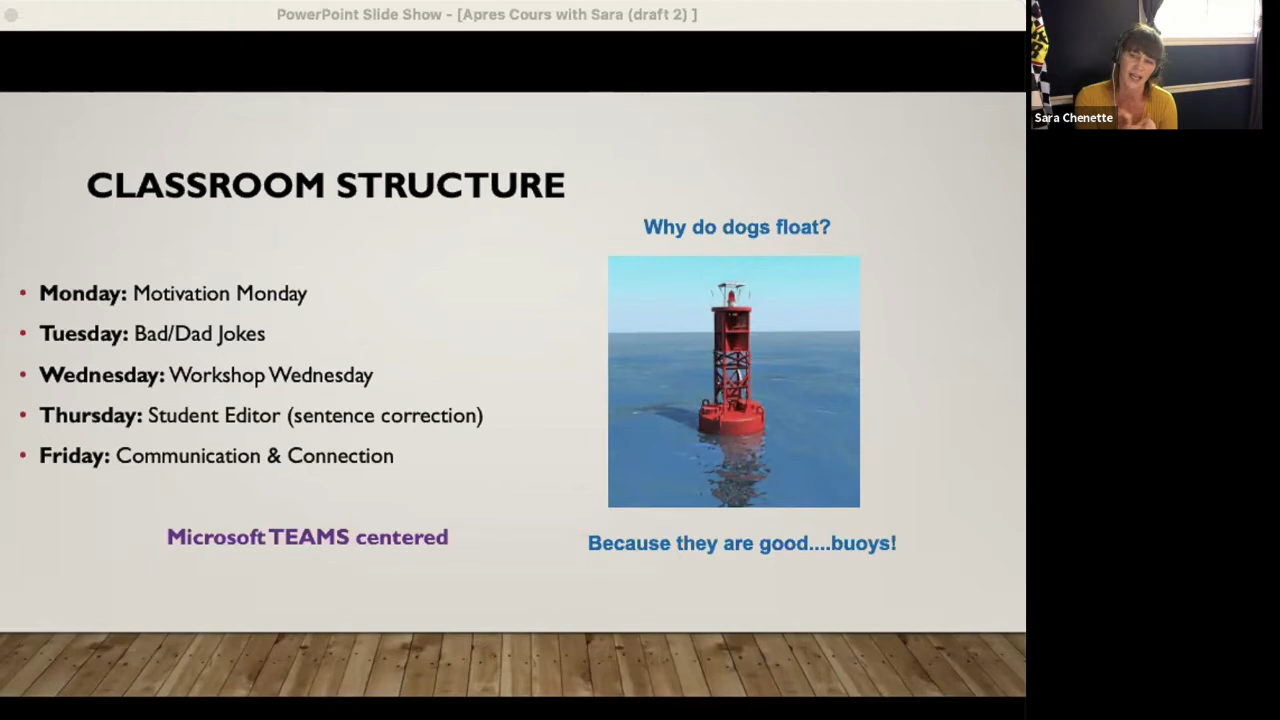 PowerPoint Slide Show - [Apres Cours with Sara (draft 2) ]
Sara Chenette
CLASSROOM STRUCTURE
• Monday: Motivation Monday
• Tuesday: Bad/Dad Jokes
• Wednesday: Workshop Wednesday
• Thursday: Student Editor (sentence correction)
• Friday: Communication & Connection
Microsoft TEAMS centered
Why do dogs float?
Because they are good....buoys!